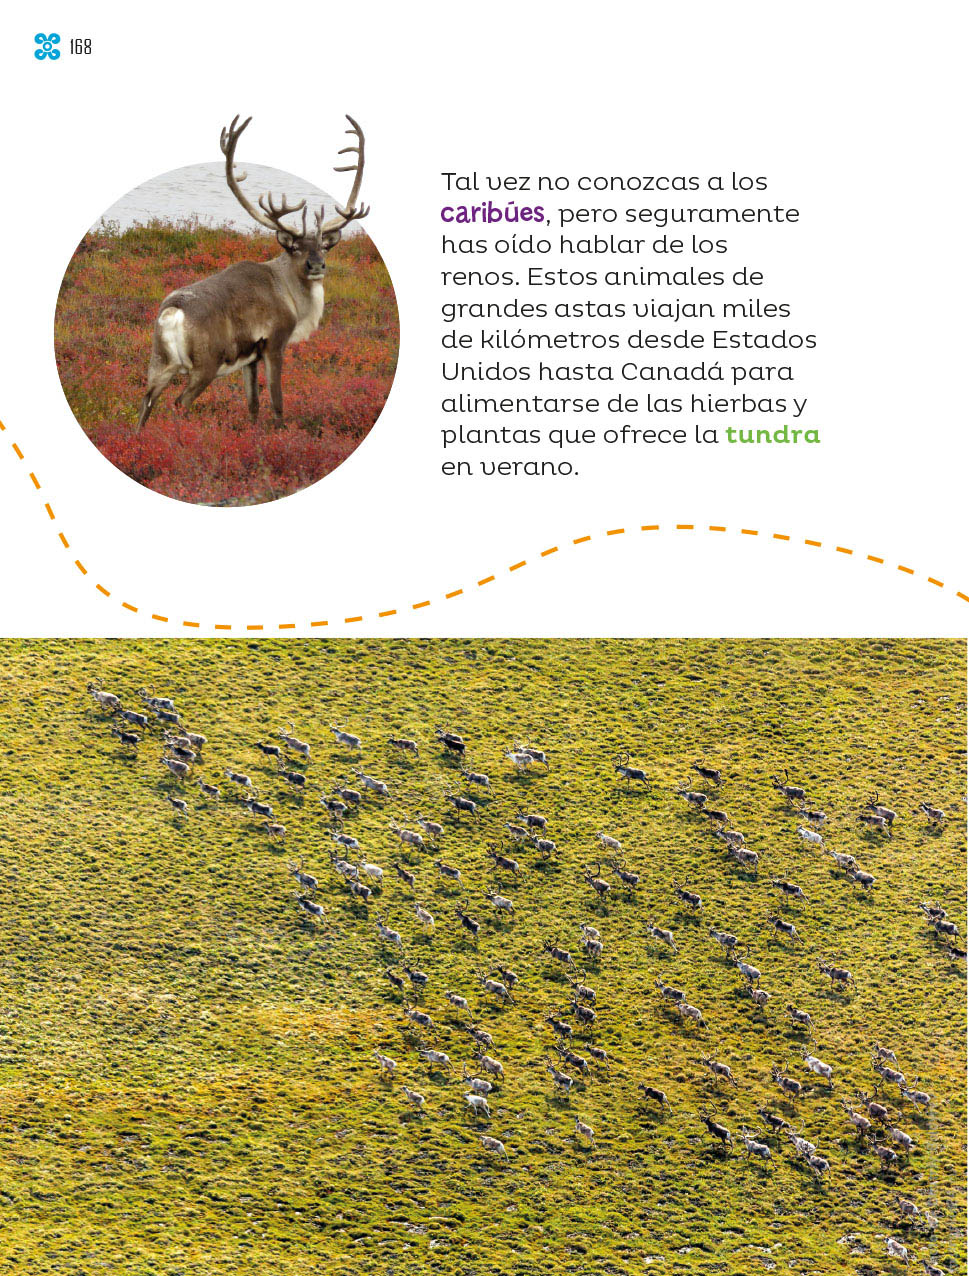 168
Tal vez no conozcas a los
caribúes, pero seguramente
has oído hablar de los
renos. Estos animales de
grandes astas viajan miles
de kilómetros desde Estados
Unidos hasta Canadá para
alimentarse de las hierbas y
plantas que ofrece la tundra
en verano.